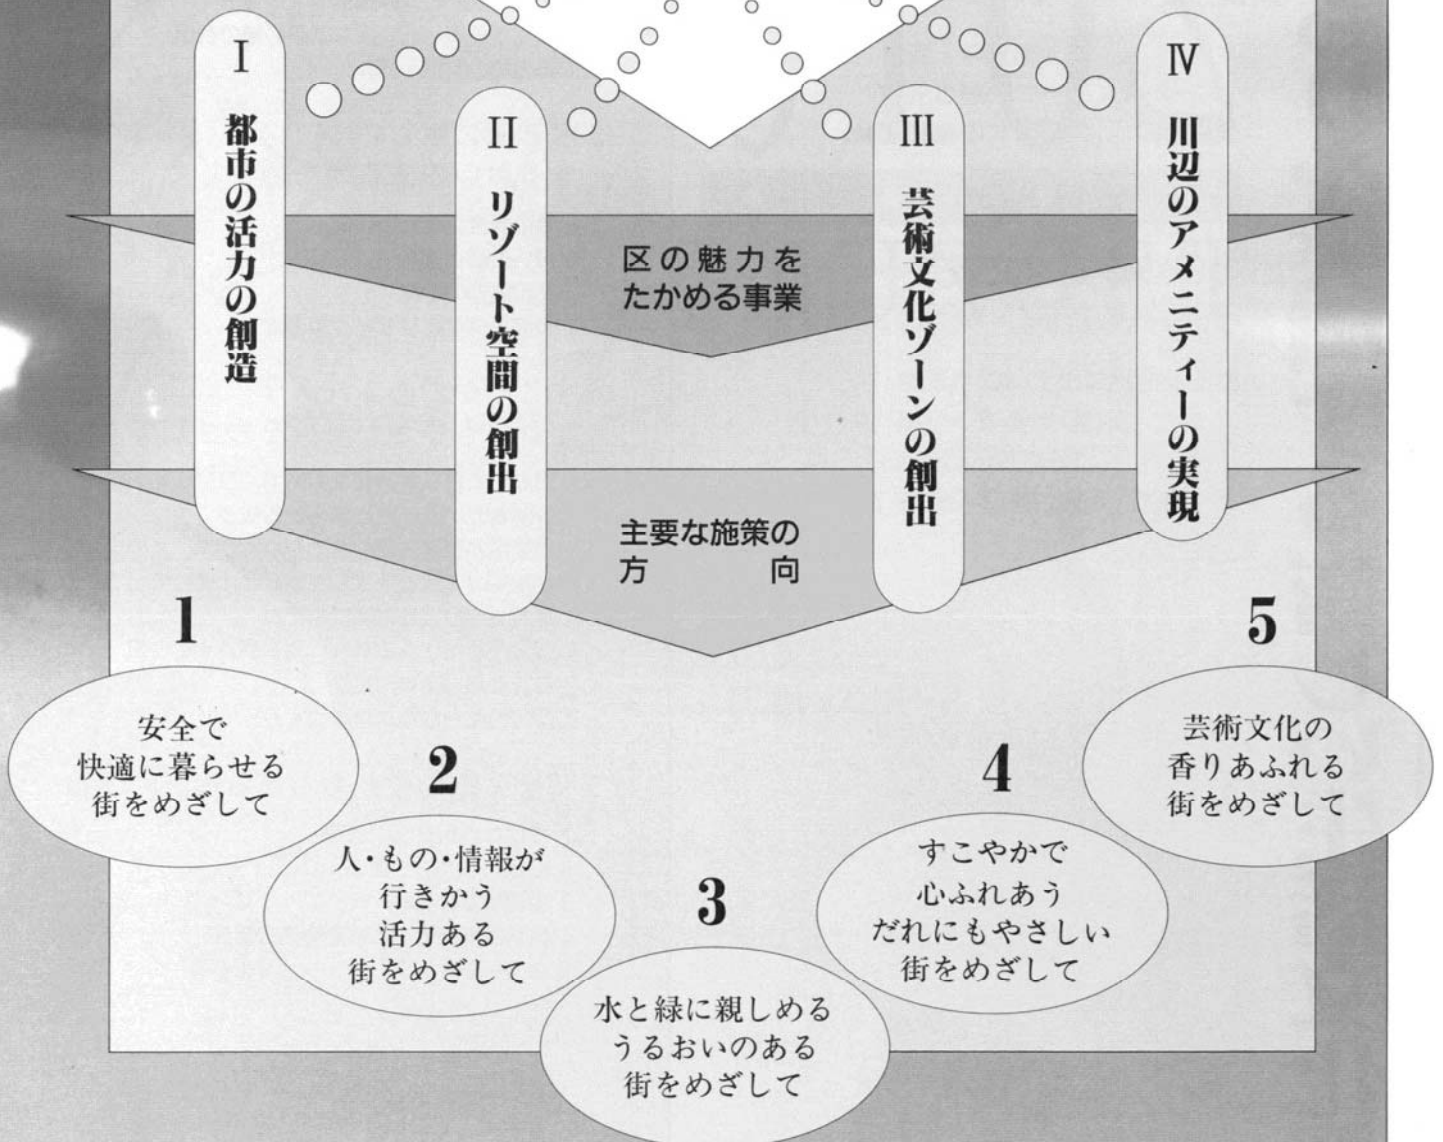 I 都市の活力の創造
II リゾート空間の創出
III 芸術文化ゾーンの創出
IV 川辺のアメニティーの実現
区の魅力を
たかめる事業
主要な施策の
方向
1
安全で
快適に暮らせる
街をめざして
2
人・もの・情報が
行きかう
活力ある
街をめざして
3
水と緑に親しめる
うるおいのある
街をめざして
4
すこやかで
心ふれあう
だれにもやさしい
街をめざして
5
芸術文化の
香りあふれる
街をめざして